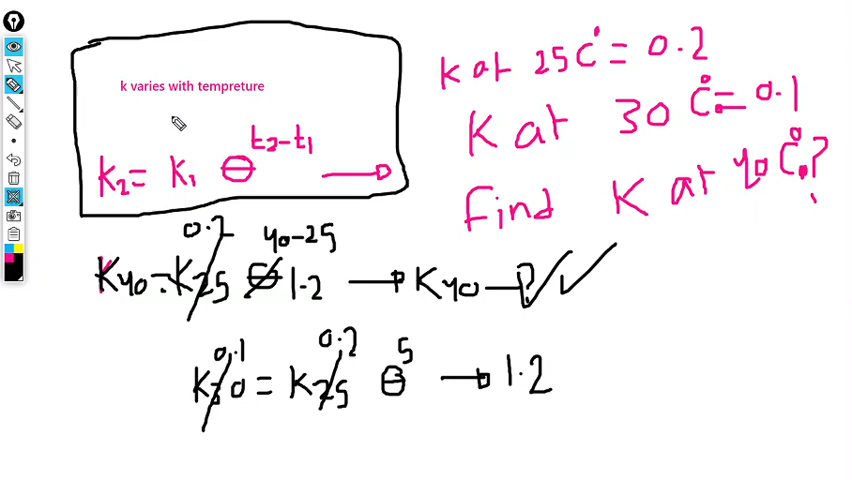 k varies with tempreture
K₂ = K₁ θ^(t₂-t₁)
K at 25C° = 0.2
K at 30 C° = 0.1
Find K at 40 C°?
0.2 40-25
K40 = K25 θ 1.2 → K40 → ?
0.1 0.2 5
K30 = K25 θ → 1.2